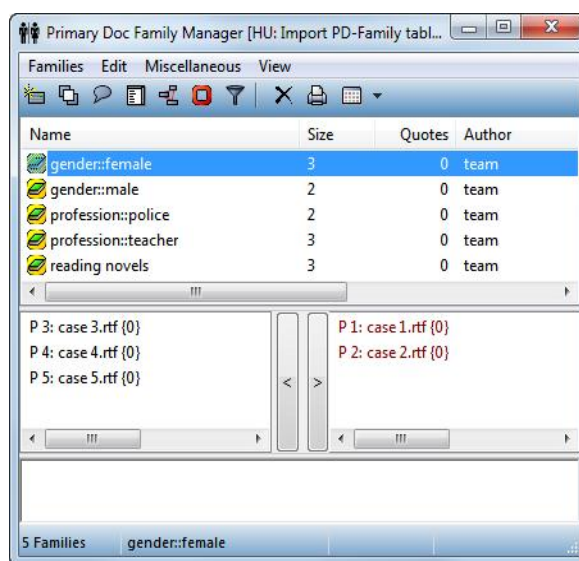 Primary Doc Family Manager [HU: Import PD-Family tabl...
Families Edit Miscellaneous View
Name Size Quotes Author
gender::female 3 0 team
gender::male 2 0 team
profession::police 2 0 team
profession::teacher 3 0 team
reading novels 3 0 team
P 3: case 3.rtf {0} P 1: case 1.rtf {0}
P 4: case 4.rtf {0} P 2: case 2.rtf {0}
P 5: case 5.rtf {0}
< >
5 Families gender::female